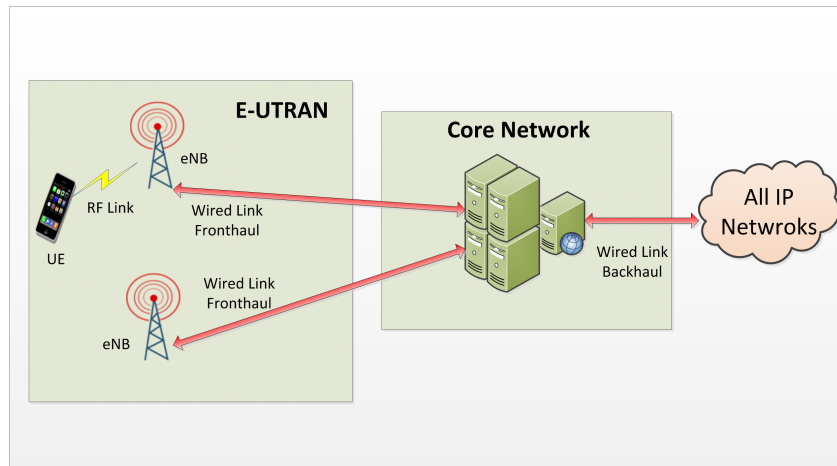 E-UTRAN
eNB
RF Link
UE
Wired Link
Fronthaul
Wired Link
Fronthaul
eNB
Core Network
Wired Link
Backhaul
All IP
Netwroks